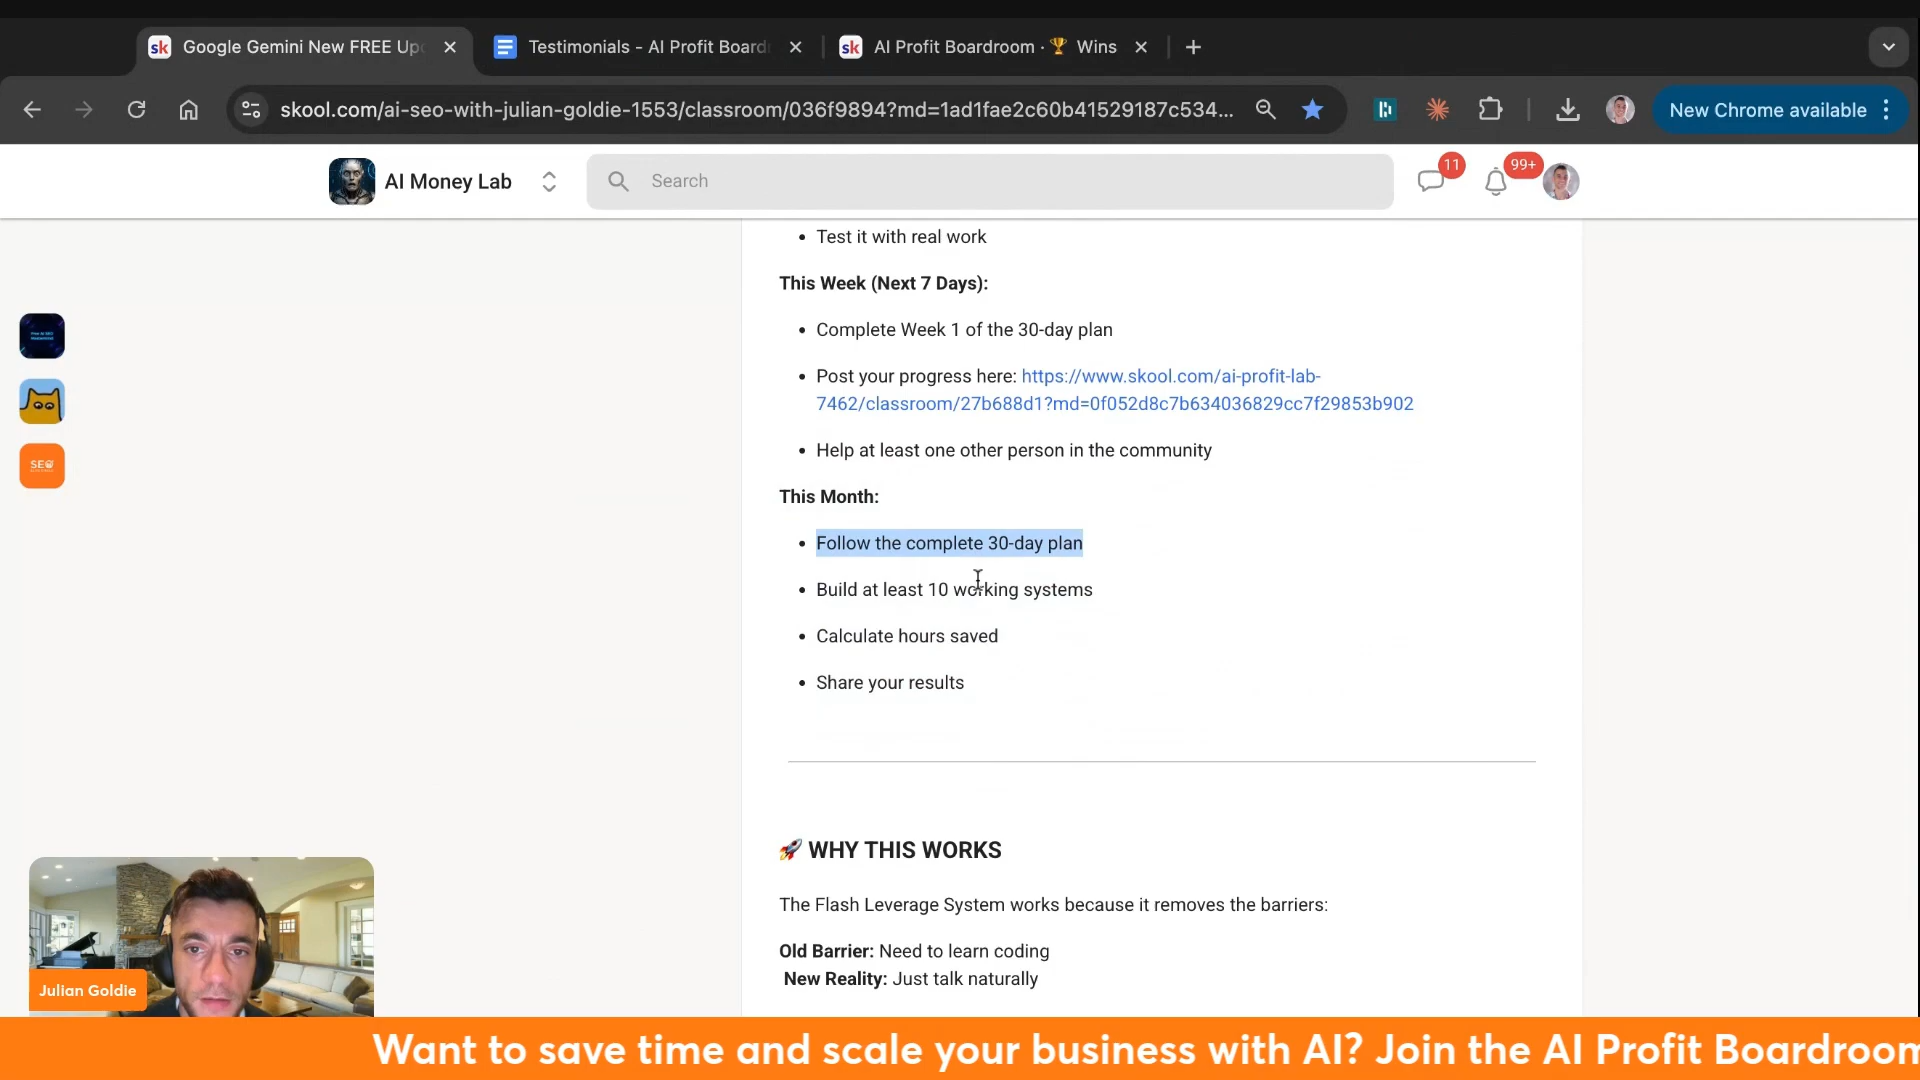 Google Gemini New FREE Up
Testimonials - AI Profit Board
AI Profit Boardroom · 🏆 Wins
skool.com/ai-seo-with-julian-goldie-1553/classroom/036f9894?md=1ad1fae2c60b41529187c534...
New Chrome available
AI Money Lab
Search
11
99+
• Test it with real work
This Week (Next 7 Days):
• Complete Week 1 of the 30-day plan
• Post your progress here: https://www.skool.com/ai-profit-lab-
7462/classroom/27b688d1?md=0f052d8c7b634036829cc7f29853b902
• Help at least one other person in the community
This Month:
• Follow the complete 30-day plan
• Build at least 10 working systems
• Calculate hours saved
• Share your results
🚀 WHY THIS WORKS
The Flash Leverage System works because it removes the barriers:
Old Barrier: Need to learn coding
New Reality: Just talk naturally
SEO
Julian Goldie
Want to save time and scale your business with AI? Join the AI Profit Boardroom